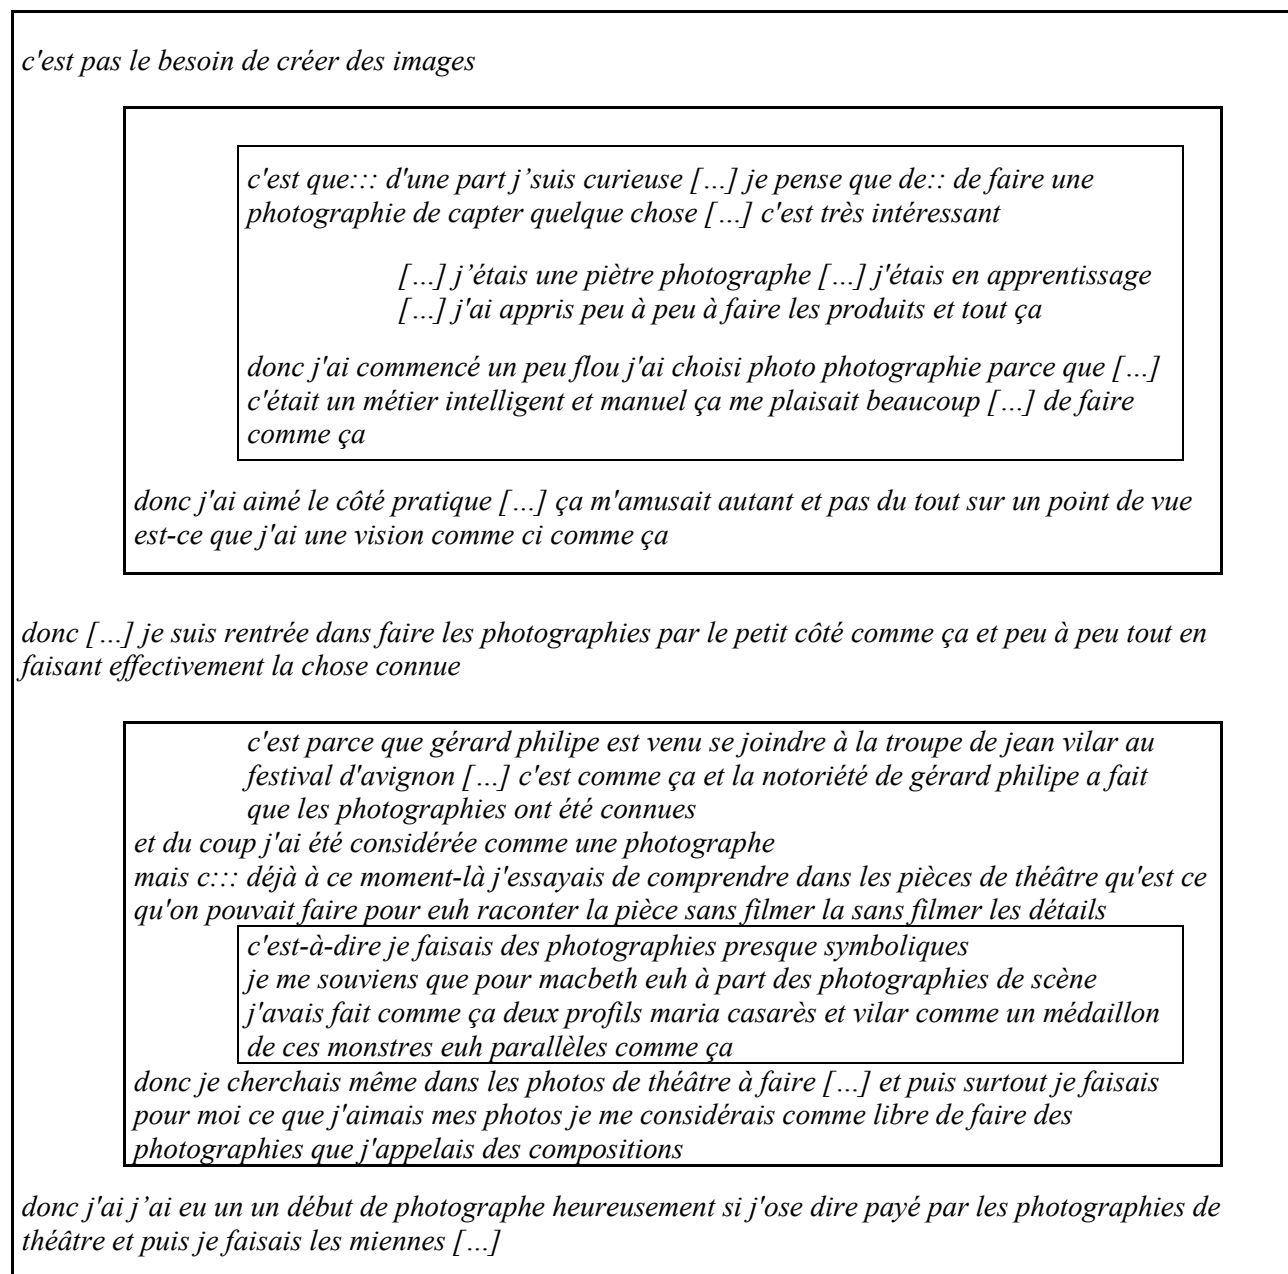 c'est pas le besoin de créer des images
c'est que::: d'une part j’suis curieuse […] je pense que de:: de faire une
photographie de capter quelque chose […] c'est très intéressant
[…] j’étais une piètre photographe […] j'étais en apprentissage
[…] j'ai appris peu à peu à faire les produits et tout ça
donc j'ai commencé un peu flou j'ai choisi photo photographie parce que […]
c'était un métier intelligent et manuel ça me plaisait beaucoup […] de faire
comme ça
donc j'ai aimé le côté pratique […] ça m'amusait autant et pas du tout sur un point de vue
est-ce que j'ai une vision comme ci comme ça
donc […] je suis rentrée dans faire les photographies par le petit côté comme ça et peu à peu tout en
faisant effectivement la chose connue
c'est parce que gérard philipe est venu se joindre à la troupe de jean vilar au
festival d'avignon […] c'est comme ça et la notoriété de gérard philipe a fait
que les photographies ont été connues
et du coup j'ai été considérée comme une photographe
mais c::: déjà à ce moment-là j'essayais de comprendre dans les pièces de théâtre qu'est ce
qu'on pouvait faire pour euh raconter la pièce sans filmer la sans filmer les détails
c'est-à-dire je faisais des photographies presque symboliques
je me souviens que pour macbeth euh à part des photographies de scène
j'avais fait comme ça deux profils maria casarès et vilar comme un médaillon
de ces monstres euh parallèles comme ça
donc je cherchais même dans les photos de théâtre à faire […] et puis surtout je faisais
pour moi ce que j'aimais mes photos je me considérais comme libre de faire des
photographies que j'appelais des compositions
donc j'ai j’ai eu un un début de photographe heureusement si j'ose dire payé par les photographies de
théâtre et puis je faisais les miennes […]